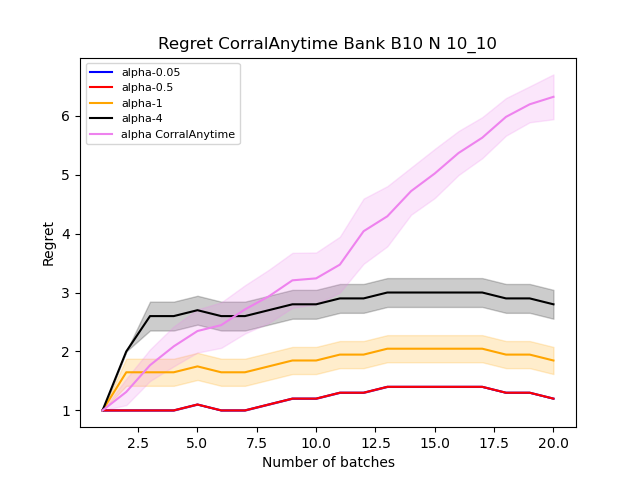 Regret CorralAnytime Bank B10 N 10_10
alpha-0.05
alpha-0.5
alpha-1
alpha-4
alpha CorralAnytime
6
5
4
3
2
1
Regret
2.5 5.0 7.5 10.0 12.5 15.0 17.5 20.0
Number of batches